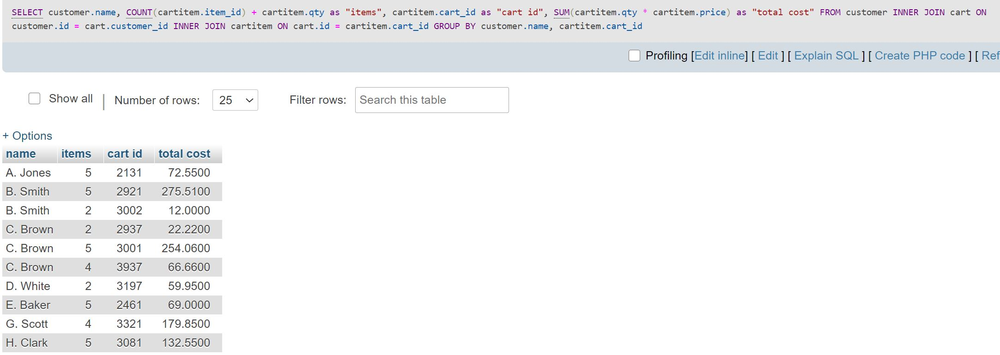 SELECT customer.name, COUNT(cartitem.item_id) + cartitem.qty as "items", cartitem.cart_id as "cart id", SUM(cartitem.qty * cartitem.price) as "total cost" FROM customer INNER JOIN cart ON
customer.id = cart.customer_id INNER JOIN cartitem ON cart.id = cartitem.cart_id GROUP BY customer.name, cartitem.cart_id
Profiling [Edit inline] [ Edit ] [ Explain SQL ] [ Create PHP code ] [ Ref
Show all | Number of rows: 25 Filter rows: Search this table
+ Options
name items cart id total cost
A. Jones 5 2131 72.5500
B. Smith 5 2921 275.5100
B. Smith 2 3002 12.0000
C. Brown 2 2937 22.2200
C. Brown 5 3001 254.0600
C. Brown 4 3937 66.6600
D. White 2 3197 59.9500
E. Baker 5 2461 69.0000
G. Scott 4 3321 179.8500
H. Clark 5 3081 132.5500